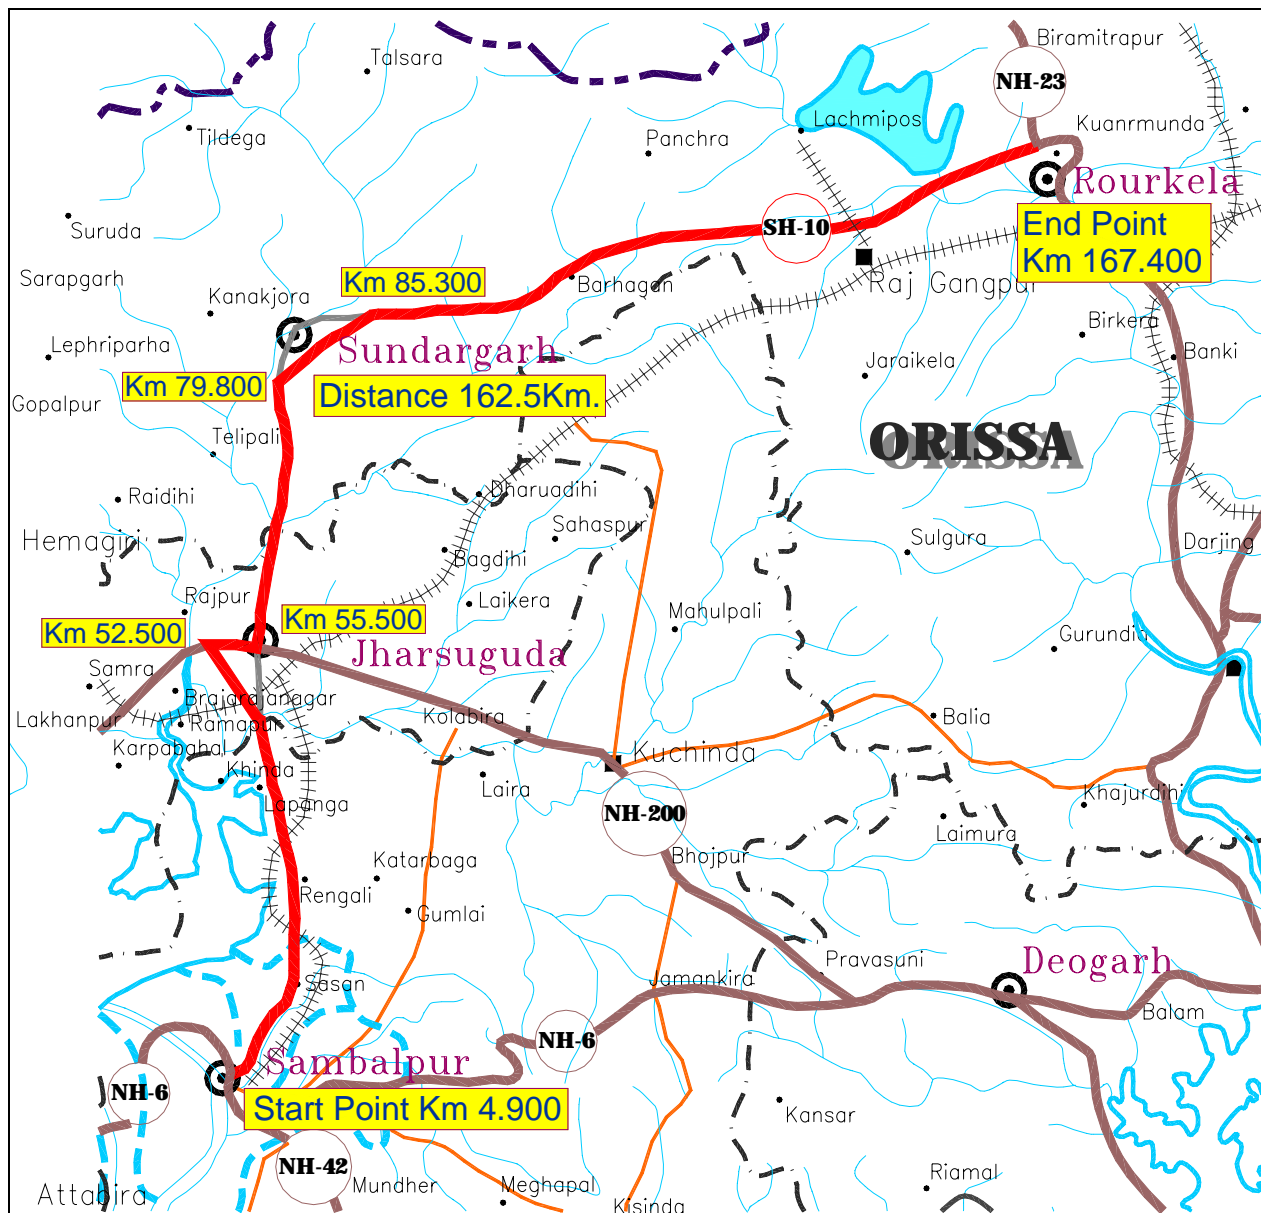 Biramitrapur
Talsara
NH-23
Lachmipos
Kuanrmunda
Tildega
Panchra
Rourkela
Suruda
SH-10
End Point
Km 167.400
Sarapgarh
Km 85.300
Barhagan
Raj Gangpur
Kanakjora
Birkera
Lephriparha
Sundargarh
Banki
Jaraikela
Km 79.800
Distance 162.5Km.
Gopalpur
Telipali
ORISSA
Raidihi
Dharuadihi
Sahaspur
Hemagiri
Sulgura
Darjing
Bagdihi
Rajpur
Laikera
Mahulpali
Km 55.500
Km 52.500
Gurundia
Jharsuguda
Samra
Brajarajanagar
Lakhanpur
Ramapur
Kolabira
Balia
Karpabahal
Kuchinda
Khinda
Laira
Khajurdihi
Lapanga
NH-200
Laimura
Katarbaga
Bhojpur
Rengali
Gumlai
Pravasuni
Deogarh
Jamankira
Sasan
Balam
NH-6
Sambalpur
NH-6
Start Point Km 4.900
Kansar
NH-42
Riamal
Mundher
Meghapal
Attabira
Kisinda